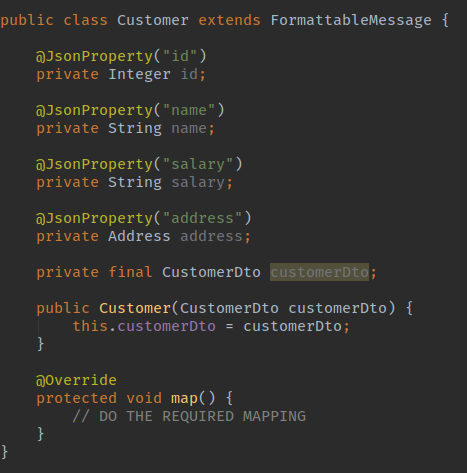 public class Customer extends FormattableMessage {
@JsonProperty("id")
private Integer id;
@JsonProperty("name")
private String name;
@JsonProperty("salary")
private String salary;
@JsonProperty("address")
private Address address;
private final CustomerDto customerDto;
public Customer(CustomerDto customerDto) {
this.customerDto = customerDto;
}
@Override
protected void map() {
// DO THE REQUIRED MAPPING
}
}